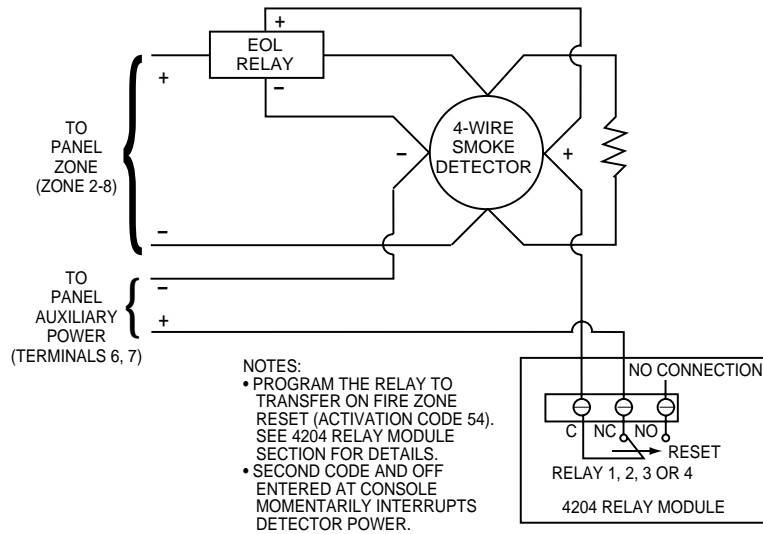 +
EOL
RELAY
+
−
TO
PANEL
ZONE
(ZONE 2-8)
4-WIRE
SMOKE
DETECTOR
−
+
−
TO
PANEL
AUXILIARY
POWER
(TERMINALS 6, 7)
−
+
NOTES:
• PROGRAM THE RELAY TO
TRANSFER ON FIRE ZONE
RESET (ACTIVATION CODE 54).
SEE 4204 RELAY MODULE
SECTION FOR DETAILS.
• SECOND CODE AND OFF
ENTERED AT CONSOLE
MOMENTARILY INTERRUPTS
DETECTOR POWER.
NO CONNECTION
C NC NO
RESET
RELAY 1, 2, 3 OR 4
4204 RELAY MODULE